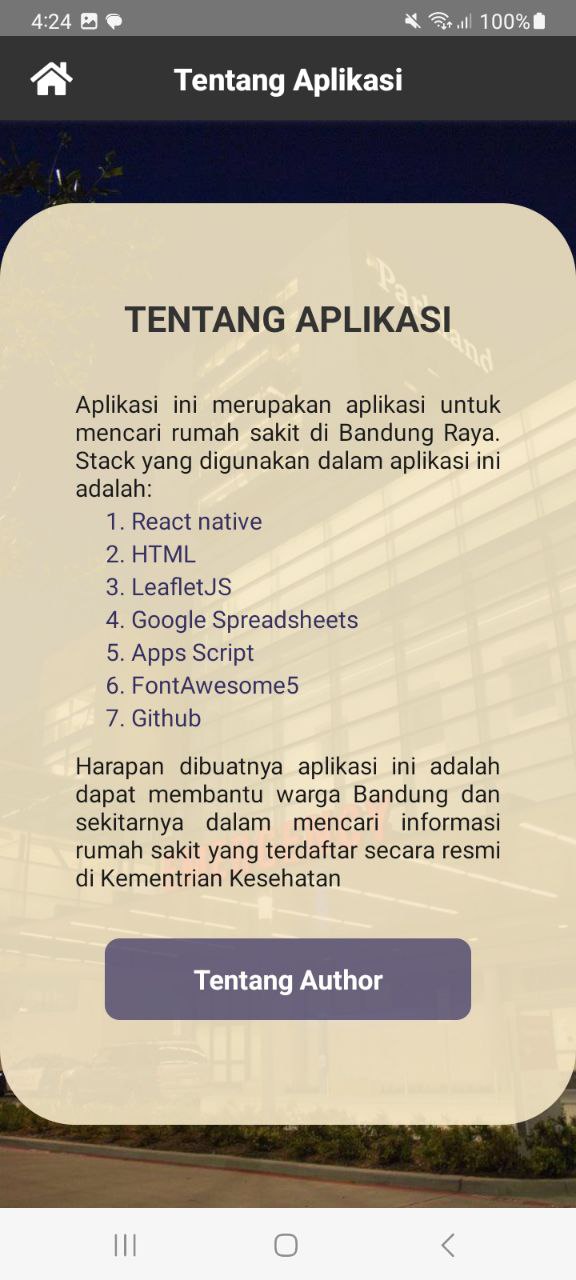 4:24
100%
Tentang Aplikasi
TENTANG APLIKASI
Aplikasi ini merupakan aplikasi untuk
mencari rumah sakit di Bandung Raya.
Stack yang digunakan dalam aplikasi ini
adalah:
1. React native
2. HTML
3. LeafletJS
4. Google Spreadsheets
5. Apps Script
6. FontAwesome5
7. Github
Harapan dibuatnya aplikasi ini adalah
dapat membantu warga Bandung dan
sekitarnya dalam mencari informasi
rumah sakit yang terdaftar secara resmi
di Kementrian Kesehatan
Tentang Author